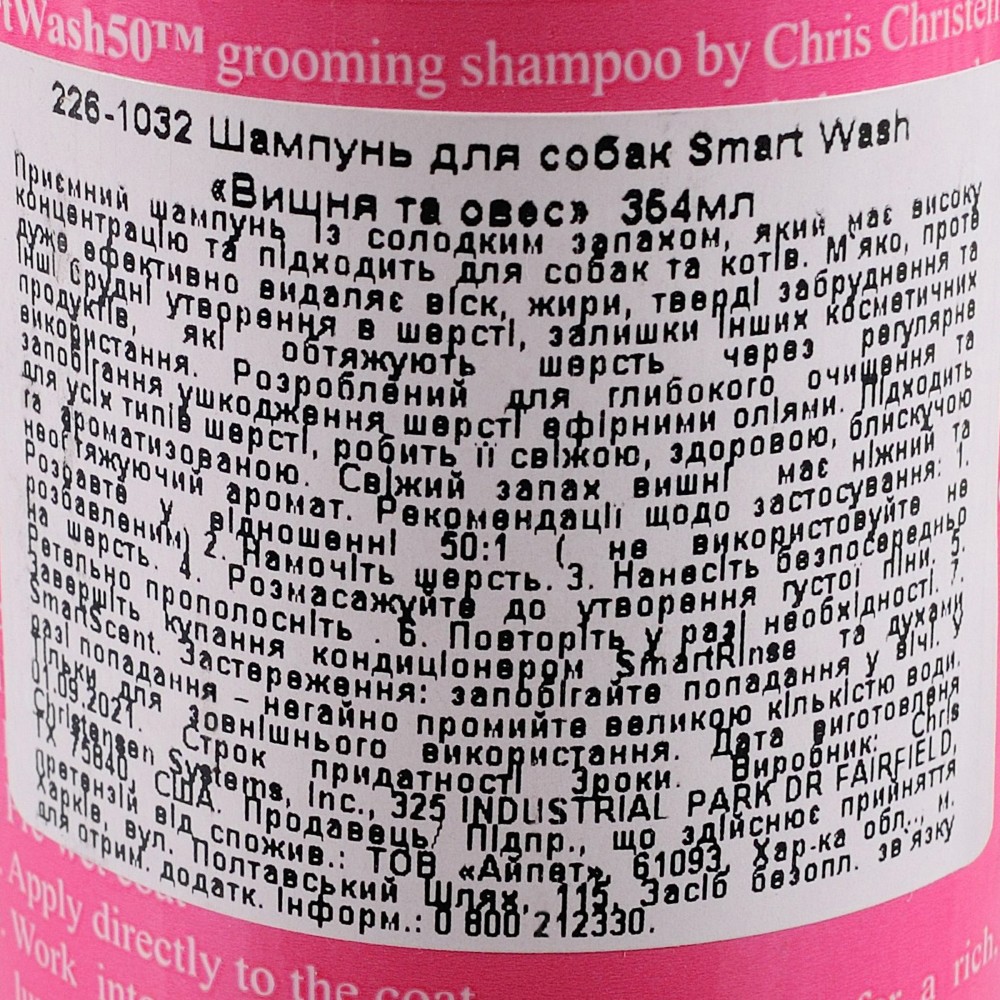 tWash50™ grooming shampoo by Chris Christen
226-1032 Шампунь для собак Smart Wash
«Вишня та овес» 354мл
Приємний шампунь із солодким запахом, який має високу
концентрацію та підходить для собак та котів. М'яко, проте
дуже ефективно видаляє віск, жири, тверді забруднення та
інші брудні утворення в шерсті, залишки інших косметичних
продуктів, які обтяжують шерсть через регулярне
використання. Розроблений для глибокого очищення та
запобігання ушкодження шерсті ефірними оліями. Підходить
для усіх типів шерсті, робить її свіжою, здоровою, блискучою
та ароматизованою. Свіжий запах вишні має ніжний та
необтяжуючий аромат. Рекомендації щодо застосування: 1.
Розбавте у відношенні 50:1 ( не використовуйте не
розбавленим) 2. Намочіть шерсть. 3. Нанесіть безпосередньо
на шерсть. 4. Розмасажуйте до утворення густої піни. 5.
Ретельно прополосніть . 6. Повторіть у разі необхідності. 7.
Завершіть купання кондиціонером SmartRinse та духами
SmartScent. Застереження: запобігайте попадання у вічі. У
разі попадання – негайно промийте великою кількістю води.
Тільки для зовнішнього використання. Дата виготовленя
01.09.2021. Строк придатності 3роки. Виробник: Chris
Christensen Systems, Inc., 325 INDUSTRIAL PARK DR FAIRFIELD,
TX 75840, США. Продавець/ Підпр., що здійснює прийняття
претензій від спожив.: ТОВ «Айпет», 61093, Хар-ка обл.., м.
Харків, вул. Полтавський Шлях, 115, Засіб безопл. зв'язку
для отрим. додатк. Інформ.: 0 800 212330.
Apply directly to the coat
Work into for a rich,